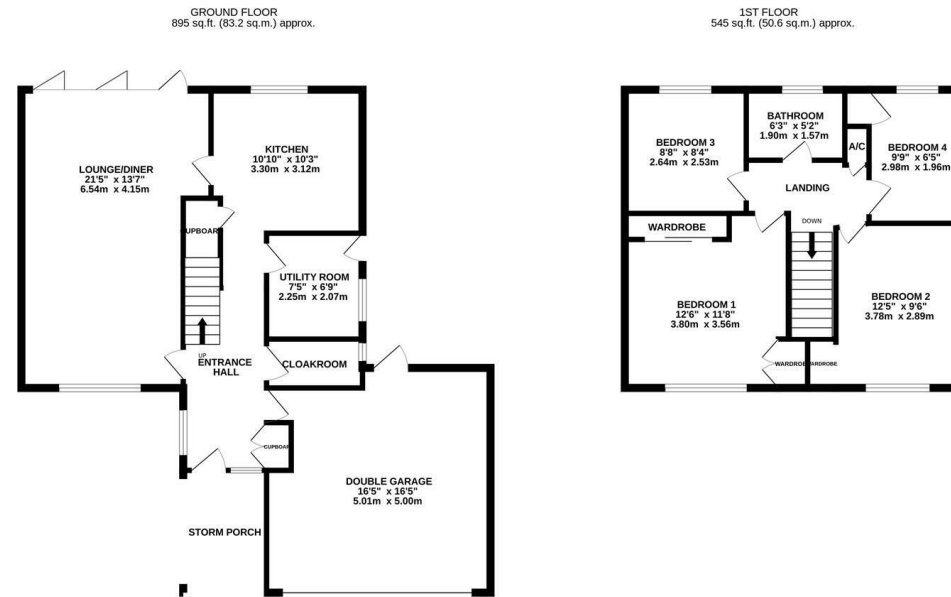 GROUND FLOOR
895 sq.ft. (83.2 sq.m.) approx.
LOUNGE/DINER
21'5" x 13'7"
6.54m x 4.15m
KITCHEN
10'10" x 10'3"
3.30m x 3.12m
CUPBOARD
UTILITY ROOM
7'5" x 6'9"
2.25m x 2.07m
UP
ENTRANCE
HALL
CLOAKROOM
CUPBOARD
DOUBLE GARAGE
16'5" x 16'5"
5.01m x 5.00m
STORM PORCH
1ST FLOOR
545 sq.ft. (50.6 sq.m.) approx.
BEDROOM 3
8'8" x 8'4"
2.64m x 2.53m
BATHROOM
6'3" x 5'2"
1.90m x 1.57m
A/C
BEDROOM 4
9'9" x 6'5"
2.98m x 1.96m
LANDING
DOWN
WARDROBE
BEDROOM 1
12'6" x 11'8"
3.80m x 3.56m
BEDROOM 2
12'5" x 9'6"
3.78m x 2.89m
WARDROBE
WARDROBE